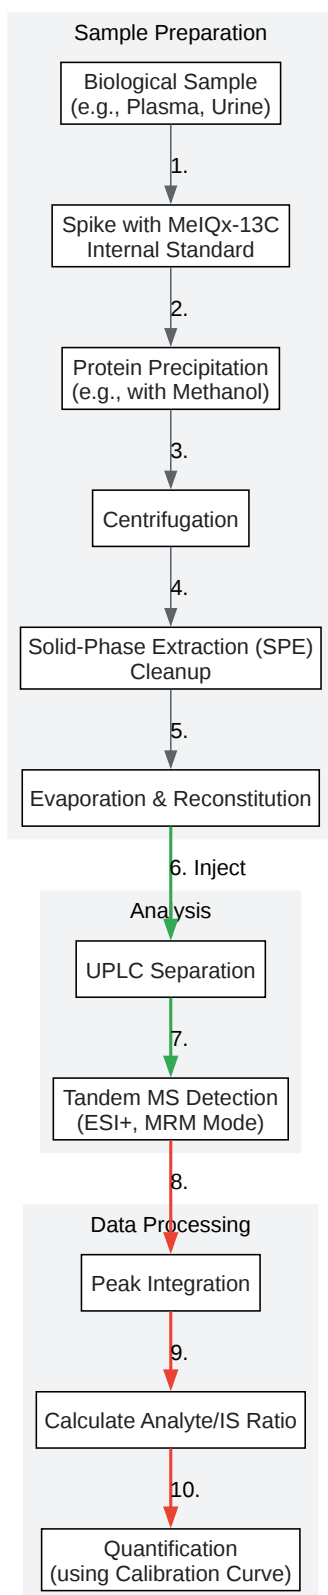 Sample Preparation
Biological Sample
(e.g., Plasma, Urine)
1.
Spike with MeIQx-13C
Internal Standard
2.
Protein Precipitation
(e.g., with Methanol)
3.
Centrifugation
4.
Solid-Phase Extraction (SPE)
Cleanup
5.
Evaporation & Reconstitution
6. Inject
Analysis
UPLC Separation
7.
Tandem MS Detection
(ESI+, MRM Mode)
8.
Data Processing
Peak Integration
9.
Calculate Analyte/IS Ratio
10.
Quantification
(using Calibration Curve)